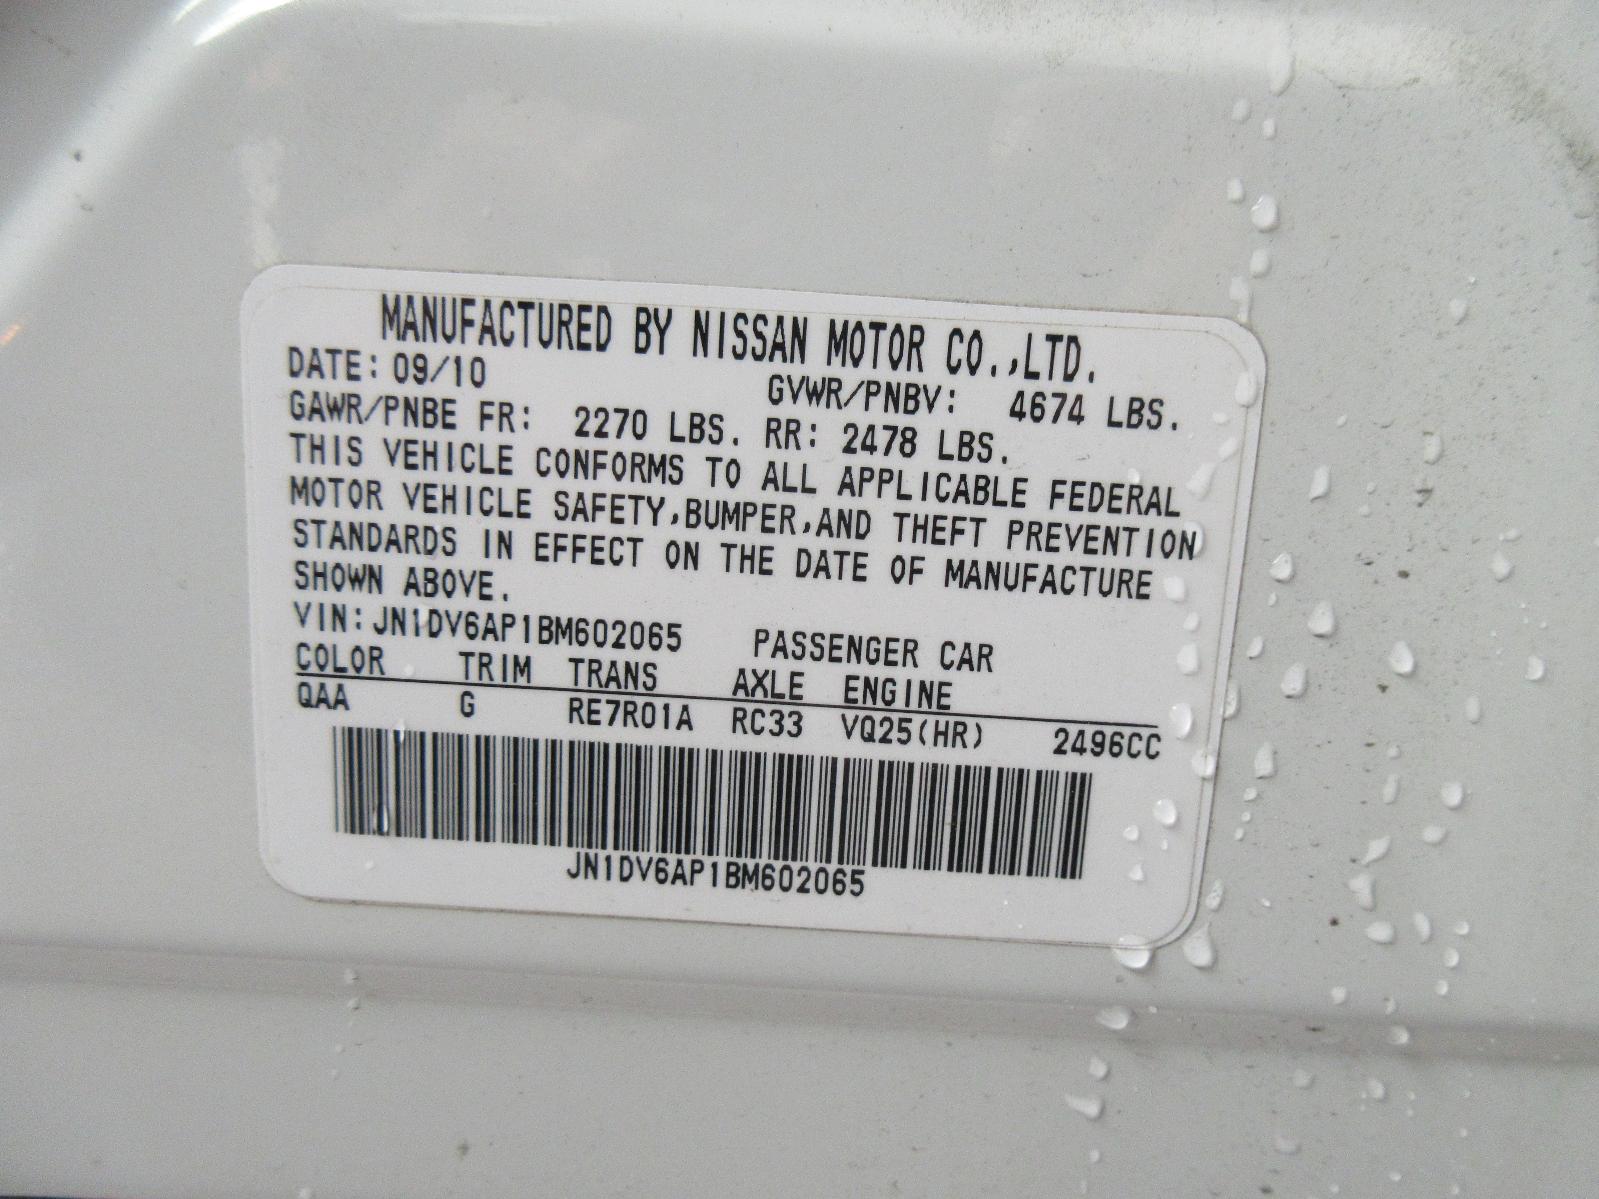 MANUFACTURED BY NISSAN MOTOR CO.,LTD.
DATE: 09/10 GVWR/PNBV: 4674 LBS.
GAWR/PNBE FR: 2270 LBS. RR: 2478 LBS.
THIS VEHICLE CONFORMS TO ALL APPLICABLE FEDERAL
MOTOR VEHICLE SAFETY,BUMPER,AND THEFT PREVENTION
STANDARDS IN EFFECT ON THE DATE OF MANUFACTURE
SHOWN ABOVE.
VIN:JN1DV6AP1BM602065 PASSENGER CAR
COLOR TRIM TRANS AXLE ENGINE
QAA G RE7R01A RC33 VQ25(HR) 2496CC
JN1DV6AP1BM602065